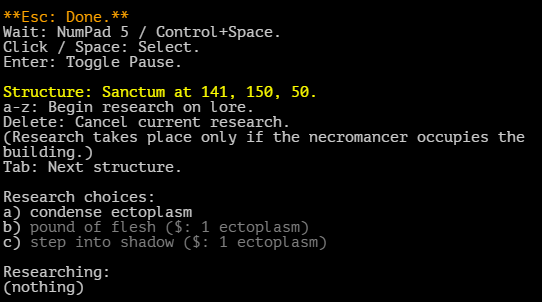 **Esc: Done.**
Wait: NumPad 5 / Control+Space.
Click / Space: Select.
Enter: Toggle Pause.
Structure: Sanctum at 141, 150, 50.
a-z: Begin research on lore.
Delete: Cancel current research.
(Research takes place only if the necromancer occupies the
building.)
Tab: Next structure.
Research choices:
a) condense ectoplasm
b) pound of flesh ($: 1 ectoplasm)
c) step into shadow ($: 1 ectoplasm)
Researching:
(nothing)